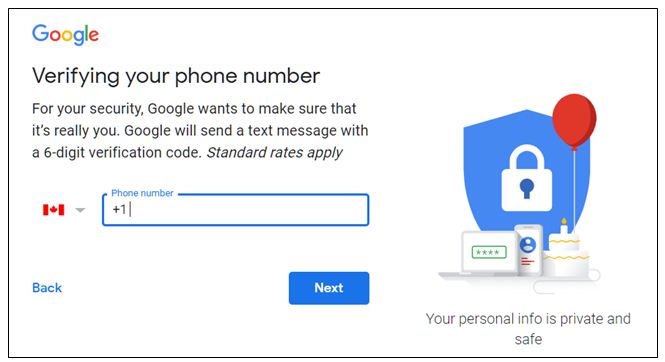 Google
Verifying your phone number
For your security, Google wants to make sure that
it's really you. Google will send a text message with
a 6-digit verification code. Standard rates apply
Phone number
+1
Back
Next
****
Your personal info is private and
safe